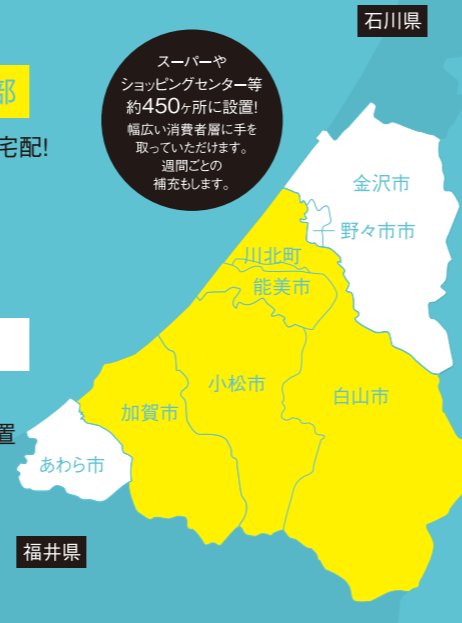 石川県
スーパーや
ショッピングセンター等
約450ヶ所に設置!
幅広い消費者層に手を
取っていただけます。
週間ごとの
補充もします。
部
宅配!
金沢市
野々市市
川北町
能美市
小松市
白山市
加賀市
置
あわら市
福井県